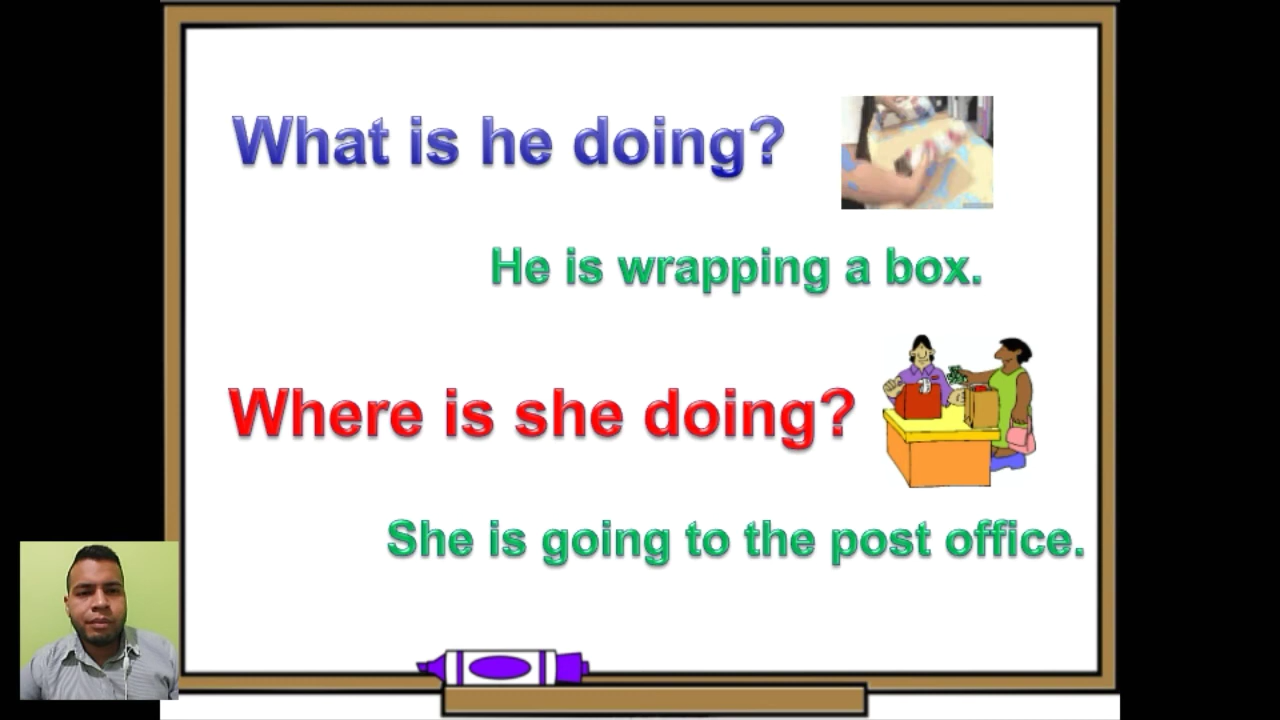 What is he doing?
He is wrapping a box.
Where is she doing?
She is going to the post office.